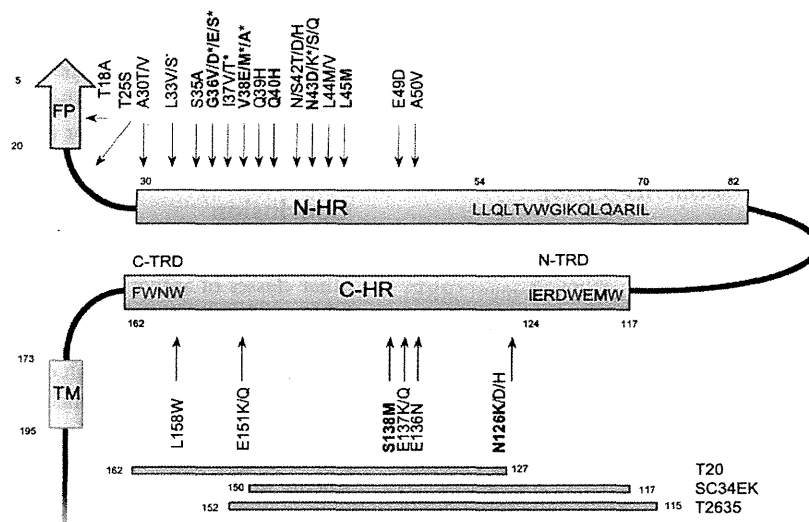 T18A
T25S
A30T/V
L33V/S*
S35A
G36V/D*/E/S*
I37V/T*
V38E/M*/A*
Q39H
Q40H
N/S42T/D/H
N43D/K*/S/Q
L44M/V
L45M
E49D
A50V
5
FP
20
30
54
70
82
N-HR
LLQLTVWGIKQLQARIL
C-TRD
N-TRD
FWNW
C-HR
IERDWEMW
162
124
117
173
TM
195
L158W
E151K/Q
S138M
E137K/Q
E136N
N126K/D/H
162
127
T20
150
117
SC34EK
152
115
T2635